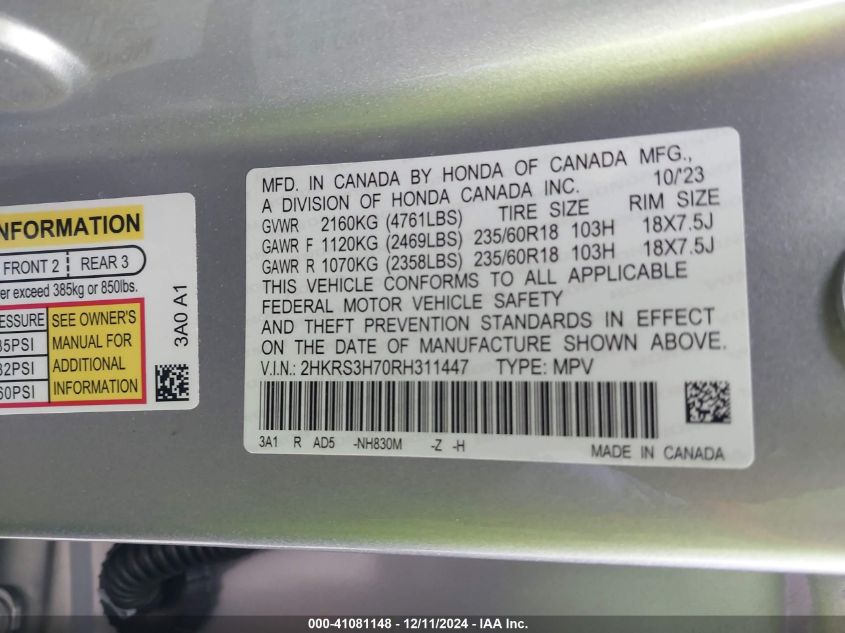 NFORMATION
FRONT 2 REAR 3
er exceed 385kg or 850lbs.
ESSURE SEE OWNER'S
5PSI MANUAL FOR
2PSI ADDITIONAL
60PSI INFORMATION
3A0 A1
MFD. IN CANADA BY HONDA OF CANADA MFG.,
A DIVISION OF HONDA CANADA INC. 10/'23
GVWR 2160KG (4761LBS) TIRE SIZE RIM SIZE
GAWR F 1120KG (2469LBS) 235/60R18 103H 18X7.5J
GAWR R 1070KG (2358LBS) 235/60R18 103H 18X7.5J
THIS VEHICLE CONFORMS TO ALL APPLICABLE
FEDERAL MOTOR VEHICLE SAFETY
AND THEFT PREVENTION STANDARDS IN EFFECT
ON THE DATE OF MANUFACTURE SHOWN ABOVE.
V.I.N.: 2HKRS3H70RH311447 TYPE: MPV
3A1 R AD5 -NH830M -Z -H
MADE IN CANADA
000-41081148 - 12/11/2024 - IAA Inc.